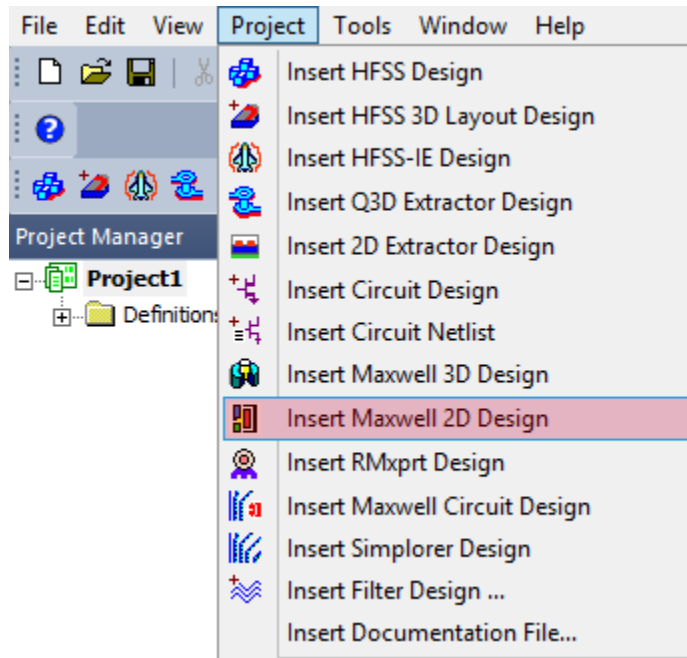 File Edit View Project Tools Window Help
Insert HFSS Design
Insert HFSS 3D Layout Design
Insert HFSS-IE Design
Insert Q3D Extractor Design
Project Manager
Insert 2D Extractor Design
Project1
Insert Circuit Design
Definitions
Insert Circuit Netlist
Insert Maxwell 3D Design
Insert Maxwell 2D Design
Insert RMxprt Design
Insert Maxwell Circuit Design
Insert Simplorer Design
Insert Filter Design ...
Insert Documentation File...